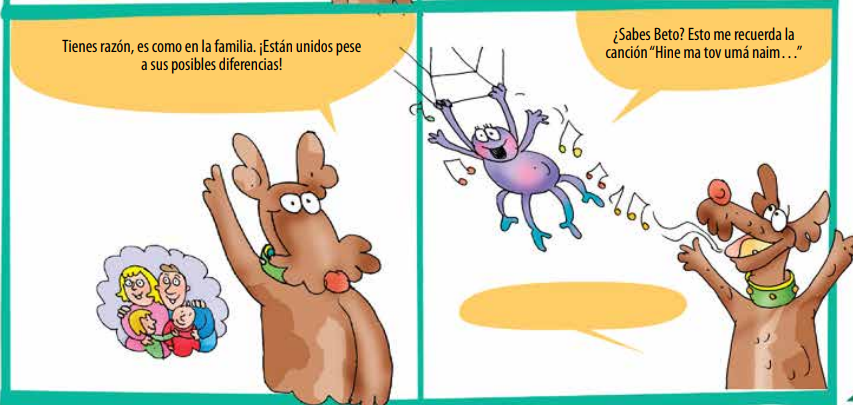 Tienes razón, es como en la familia. ¡Están unidos pese
a sus posibles diferencias!
¿Sabes Beto? Esto me recuerda la
canción “Hine ma tov umá naim…”